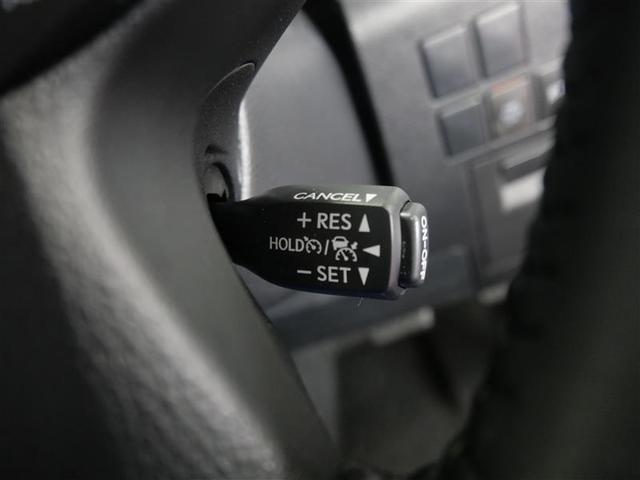 CANCEL▼
+ RES ▲
HOLD / ◀
− SET ▼
ON-OFF